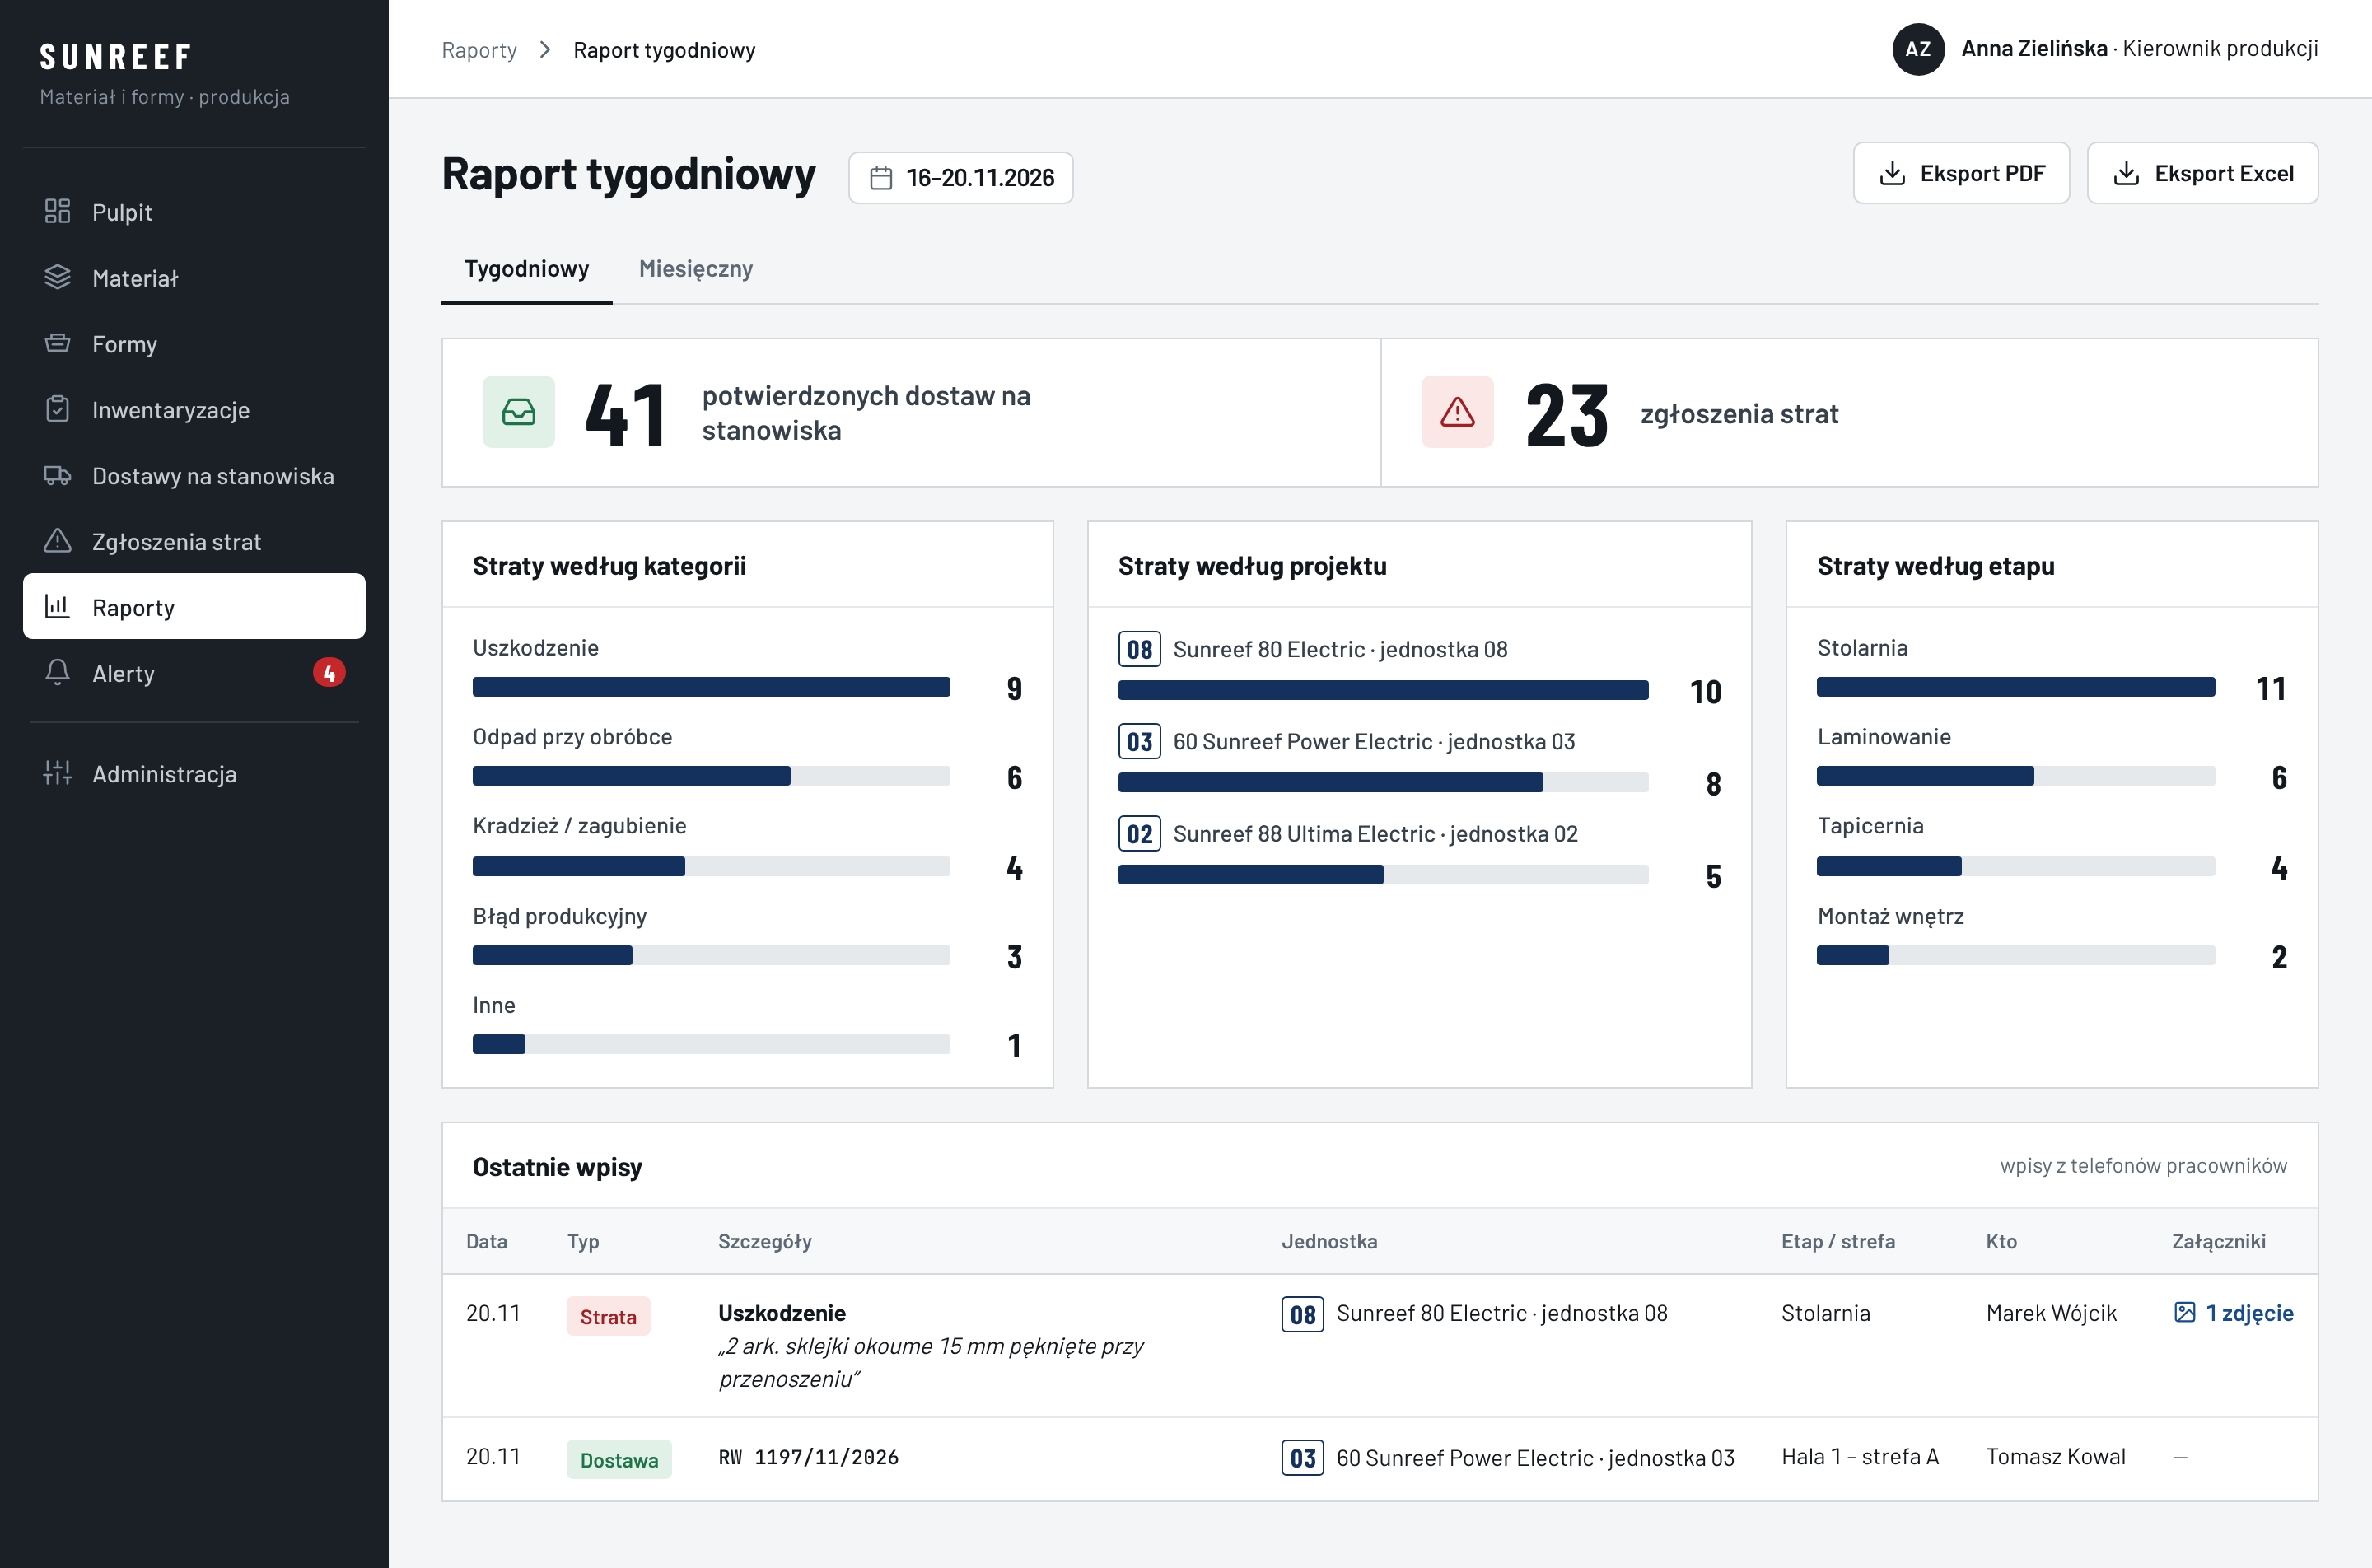 SUNREEF
Materiał i formy · produkcja
Pulpit
Materiał
Formy
Inwentaryzacje
Dostawy na stanowiska
Zgłoszenia strat
Raporty
Alerty 4
Administracja
Raporty > Raport tygodniowy
AZ Anna Zielińska · Kierownik produkcji
Raport tygodniowy 16–20.11.2026
Eksport PDF Eksport Excel
Tygodniowy Miesięczny
41 potwierdzonych dostaw na
stanowiska
23 zgłoszenia strat
Straty według kategorii
Uszkodzenie
9
Odpad przy obróbce
6
Kradzież / zagubienie
4
Błąd produkcyjny
3
Inne
1
Straty według projektu
08 Sunreef 80 Electric · jednostka 08
10
03 60 Sunreef Power Electric · jednostka 03
8
02 Sunreef 88 Ultima Electric · jednostka 02
5
Straty według etapu
Stolarnia
11
Laminowanie
6
Tapicernia
4
Montaż wnętrz
2
Ostatnie wpisy wpisy z telefonów pracowników
Data Typ Szczegóły Jednostka Etap / strefa Kto Załączniki
20.11 Strata Uszkodzenie 08 Sunreef 80 Electric · jednostka 08 Stolarnia Marek Wójcik 1 zdjęcie
„2 ark. sklejki okoume 15 mm pęknięte przy
przenoszeniu”
20.11 Dostawa RW 1197/11/2026 03 60 Sunreef Power Electric · jednostka 03 Hala 1 – strefa A Tomasz Kowal —